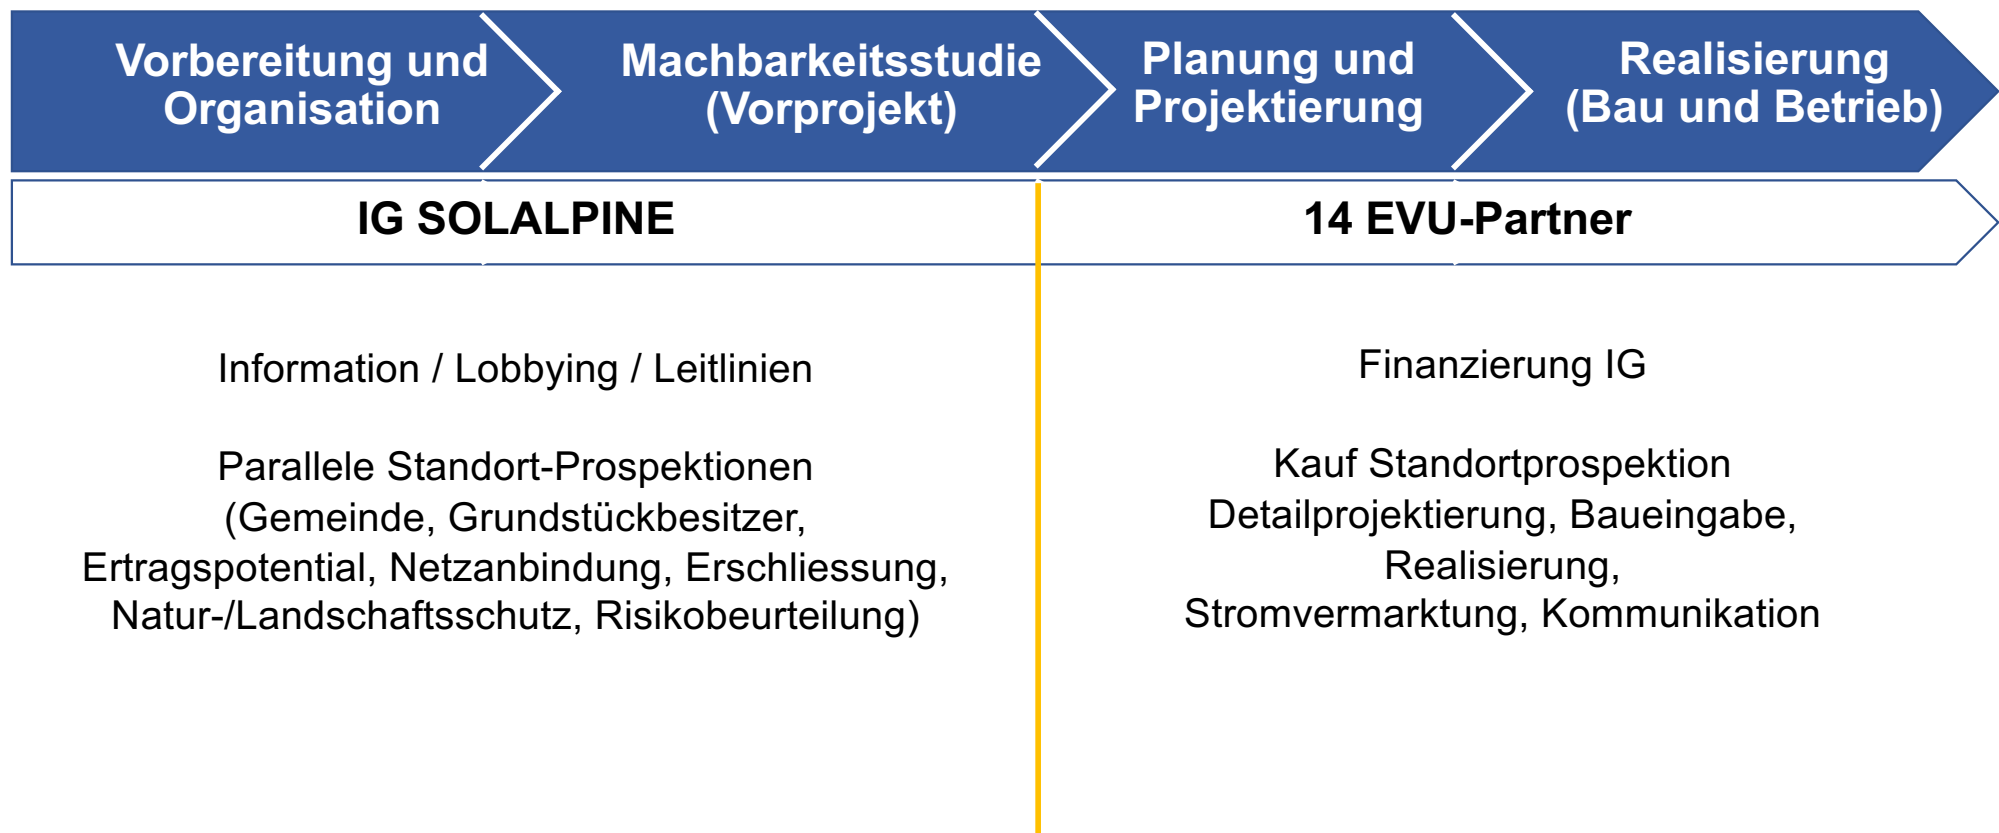 Vorbereitung und
Organisation
Machbarkeitsstudie
(Vorprojekt)
Planung und
Projektierung
Realisierung
(Bau und Betrieb)
IG SOLALPINE
14 EVU-Partner
Information / Lobbying / Leitlinien
Parallele Standort-Prospektionen
(Gemeinde, Grundstückbesitzer,
Ertragspotential, Netzanbindung, Erschliessung,
Natur-/Landschaftsschutz, Risikobeurteilung)
Finanzierung IG
Kauf Standortprospektion
Detailprojektierung, Baueingabe,
Realisierung,
Stromvermarktung, Kommunikation